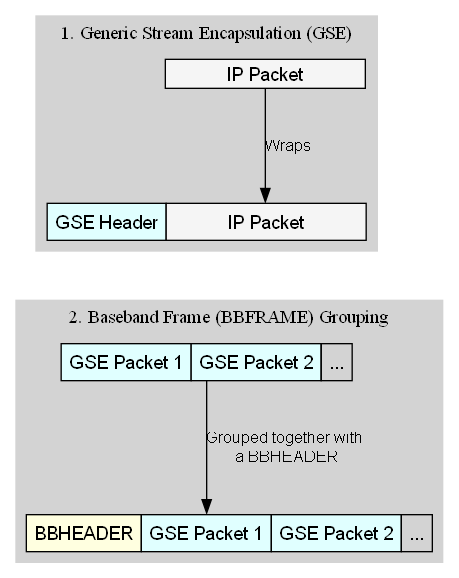 1. Generic Stream Encapsulation (GSE)
IP Packet
Wraps
GSE Header IP Packet
2. Baseband Frame (BBFRAME) Grouping
GSE Packet 1 GSE Packet 2 ...
Grouped together with
a BBHEADER
BBHEADER GSE Packet 1 GSE Packet 2 ...